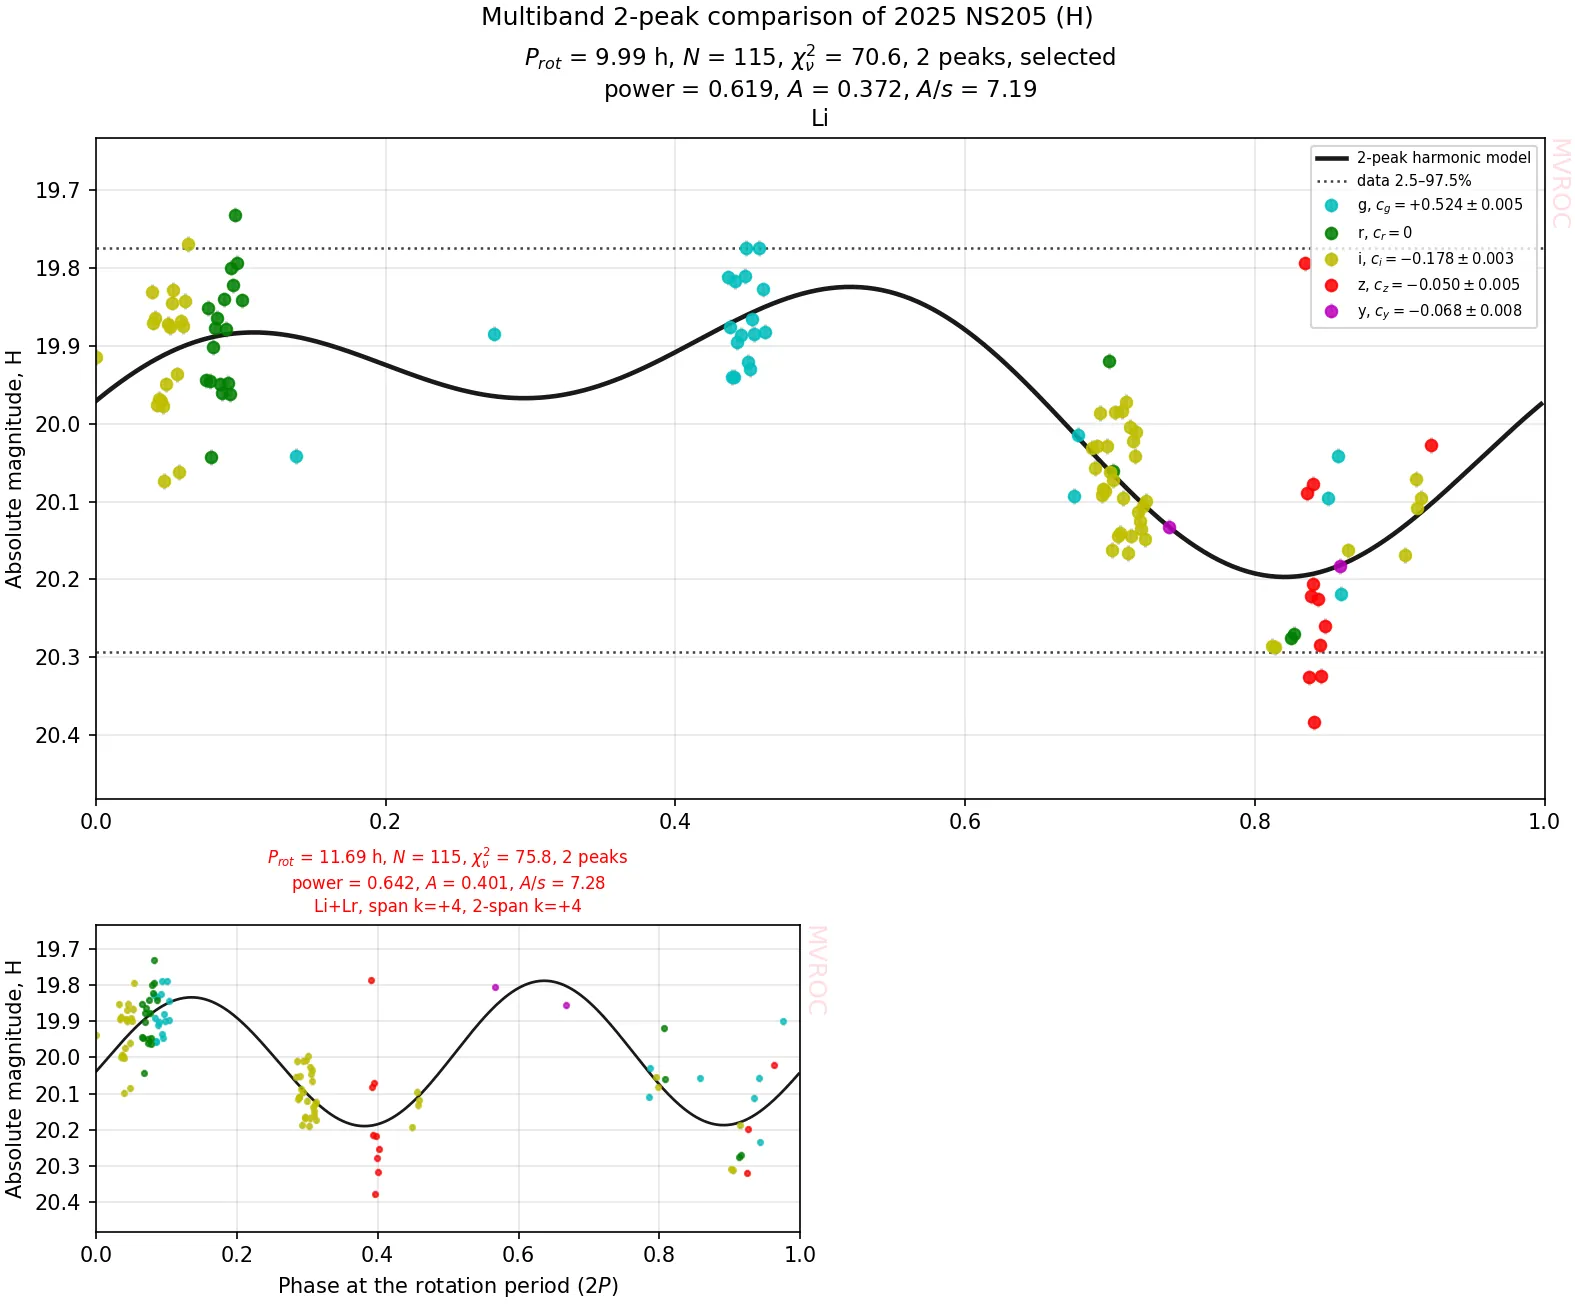 Multiband 2-peak comparison of 2025 NS205 (H)
P_rot = 9.99 h, N = 115, χ²_ν = 70.6, 2 peaks, selected
power = 0.619, A = 0.372, A/s = 7.19
Li
Absolute magnitude, H
19.7
19.8
19.9
20.0
20.1
20.2
20.3
20.4
2-peak harmonic model
data 2.5–97.5%
g, c_g = +0.524 ± 0.005
r, c_r = 0
i, c_i = −0.178 ± 0.003
z, c_z = −0.050 ± 0.005
y, c_y = −0.068 ± 0.008
MVROC
0.0 0.2 0.4 0.6 0.8 1.0
P_rot = 11.69 h, N = 115, χ²_ν = 75.8, 2 peaks
power = 0.642, A = 0.401, A/s = 7.28
Li+Lr, span k=+4, 2-span k=+4
Absolute magnitude, H
19.7
19.8
19.9
20.0
20.1
20.2
20.3
20.4
MVROC
0.0 0.2 0.4 0.6 0.8 1.0
Phase at the rotation period (2P)